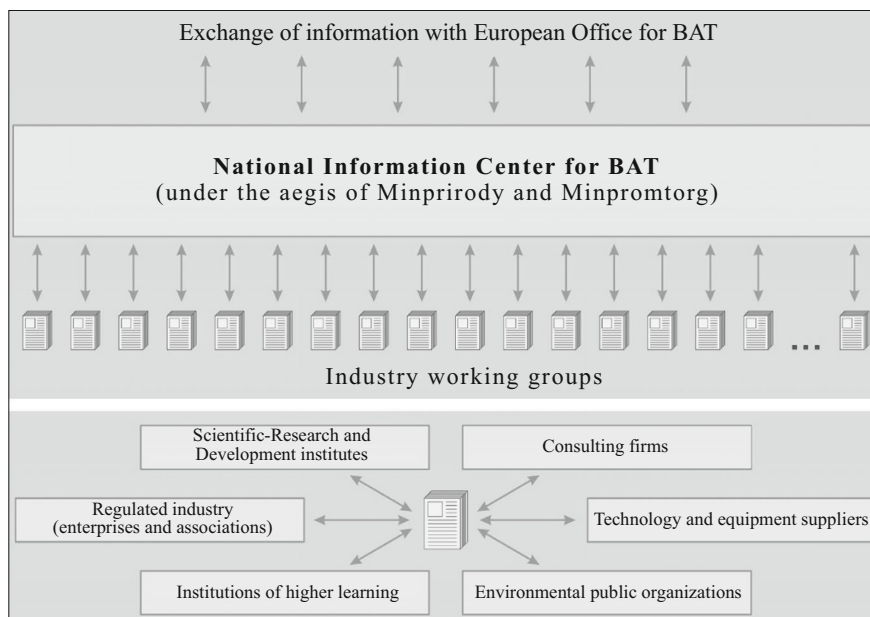 Exchange of information with European Office for BAT
National Information Center for BAT
(under the aegis of Minprirody and Minpromtorg)
...
Industry working groups
Scientific-Research and
Development institutes
Consulting firms
Regulated industry
(enterprises and associations)
Technology and equipment suppliers
Institutions of higher learning
Environmental public organizations